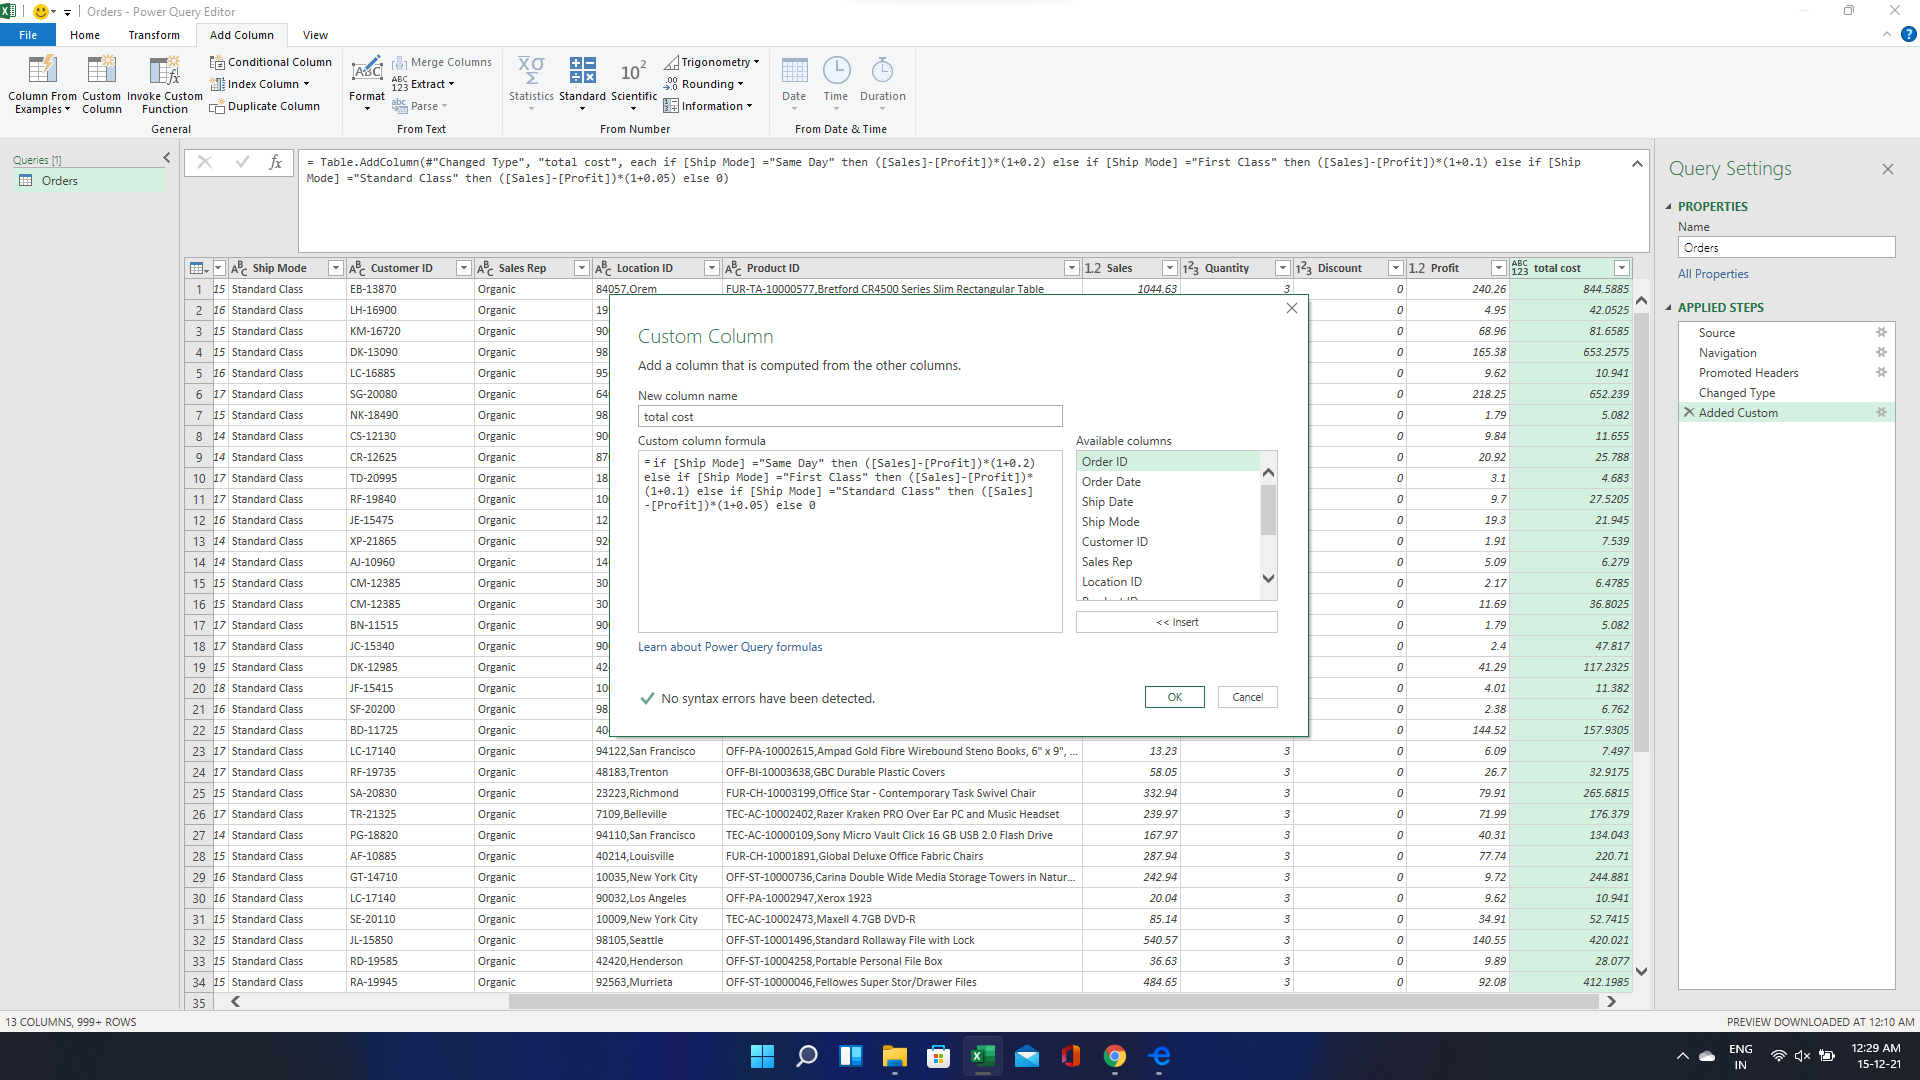 Orders - Power Query Editor
File Home Transform Add Column View
Column From Examples
Custom Column
Invoke Custom Function
Conditional Column
Index Column
Duplicate Column
General
Format
Merge Columns
Extract
Parse
From Text
Statistics
Standard
Scientific
Trigonometry
Rounding
Information
From Number
Date
Time
Duration
From Date & Time
Queries [1]
Orders
= Table.AddColumn(#"Changed Type", "total cost", each if [Ship Mode] ="Same Day" then ([Sales]-[Profit])*(1+0.2) else if [Ship Mode] ="First Class" then ([Sales]-[Profit])*(1+0.1) else if [Ship
Mode] ="Standard Class" then ([Sales]-[Profit])*(1+0.05) else 0)
Ship Mode Customer ID Sales Rep Location ID Product ID 1.2 Sales 123 Quantity 123 Discount 1.2 Profit ABC 123 total cost
1 15 Standard Class EB-13870 Organic 84057,Orem FUR-TA-10000577,Bretford CR4500 Series Slim Rectangular Table 1044.63 3 0 240.26 844.5885
2 16 Standard Class LH-16900 Organic 19 0 4.95 42.0525
3 15 Standard Class KM-16720 Organic 90 0 68.96 81.6585
4 15 Standard Class DK-13090 Organic 98 0 165.38 653.2575
5 16 Standard Class LC-16885 Organic 95 0 9.62 10.941
6 17 Standard Class SG-20080 Organic 64 0 218.25 652.239
7 15 Standard Class NK-18490 Organic 98 0 1.79 5.082
8 14 Standard Class CS-12130 Organic 90 0 9.84 11.655
9 14 Standard Class CR-12625 Organic 87 0 20.92 25.788
10 17 Standard Class TD-20995 Organic 18 0 3.1 4.683
11 17 Standard Class RF-19840 Organic 10 0 9.7 27.5205
12 16 Standard Class JE-15475 Organic 12 0 19.3 21.945
13 14 Standard Class XP-21865 Organic 92 0 1.91 7.539
14 14 Standard Class AJ-10960 Organic 14 0 5.09 6.279
15 15 Standard Class CM-12385 Organic 30 0 2.17 6.4785
16 15 Standard Class CM-12385 Organic 30 0 11.69 36.8025
17 17 Standard Class BN-11515 Organic 90 0 1.79 5.082
18 17 Standard Class JC-15340 Organic 90 0 2.4 47.817
19 15 Standard Class DK-12985 Organic 42 0 41.29 117.2325
20 18 Standard Class JF-15415 Organic 10 0 4.01 11.382
21 16 Standard Class SF-20200 Organic 98 0 2.38 6.762
22 15 Standard Class BD-11725 Organic 40 0 144.52 157.9305
23 17 Standard Class LC-17140 Organic 94122,San Francisco OFF-PA-10002615,Ampad Gold Fibre Wirebound Steno Books, 6" x 9", ... 13.23 3 0 6.09 7.497
24 17 Standard Class RF-19735 Organic 48183,Trenton OFF-BI-10003638,GBC Durable Plastic Covers 58.05 3 0 26.7 32.9175
25 15 Standard Class SA-20830 Organic 23223,Richmond FUR-CH-10003199,Office Star - Contemporary Task Swivel Chair 332.94 3 0 79.91 265.6815
26 17 Standard Class TR-21325 Organic 7109,Belleville TEC-AC-10002402,Razer Kraken PRO Over Ear PC and Music Headset 239.97 3 0 71.99 176.379
27 14 Standard Class PG-18820 Organic 94110,San Francisco TEC-AC-10000109,Sony Micro Vault Click 16 GB USB 2.0 Flash Drive 167.97 3 0 40.31 134.043
28 15 Standard Class AF-10885 Organic 40214,Louisville FUR-CH-10001891,Global Deluxe Office Fabric Chairs 287.94 3 0 77.74 220.71
29 16 Standard Class GT-14710 Organic 10035,New York City OFF-ST-10000736,Carina Double Wide Media Storage Towers in Natur... 242.94 3 0 9.72 244.881
30 16 Standard Class LC-17140 Organic 90032,Los Angeles OFF-PA-10002947,Xerox 1923 20.04 3 0 9.62 10.941
31 15 Standard Class SE-20110 Organic 10009,New York City TEC-AC-10002473,Maxell 4.7GB DVD-R 85.14 3 0 34.91 52.7415
32 15 Standard Class JL-15850 Organic 98105,Seattle OFF-ST-10001496,Standard Rollaway File with Lock 540.57 3 0 140.55 420.021
33 15 Standard Class RD-19585 Organic 42420,Henderson OFF-ST-10004258,Portable Personal File Box 36.63 3 0 9.89 28.077
34 15 Standard Class RA-19945 Organic 92563,Murrieta OFF-ST-10000046,Fellowes Super Stor/Drawer Files 484.65 3 0 92.08 412.1985
35
Custom Column
Add a column that is computed from the other columns.
New column name
total cost
Custom column formula
=if [Ship Mode] ="Same Day" then ([Sales]-[Profit])*(1+0.2)
else if [Ship Mode] ="First Class" then ([Sales]-[Profit])*
(1+0.1) else if [Ship Mode] ="Standard Class" then ([Sales]
-[Profit])*(1+0.05) else 0
Available columns
Order ID
Order Date
Ship Date
Ship Mode
Customer ID
Sales Rep
Location ID
Product ID
<< Insert
Learn about Power Query formulas
No syntax errors have been detected.
OK Cancel
Query Settings
PROPERTIES
Name
Orders
All Properties
APPLIED STEPS
Source
Navigation
Promoted Headers
Changed Type
Added Custom
13 COLUMNS, 999+ ROWS
PREVIEW DOWNLOADED AT 12:10 AM
ENG
IN
12:29 AM
15-12-21